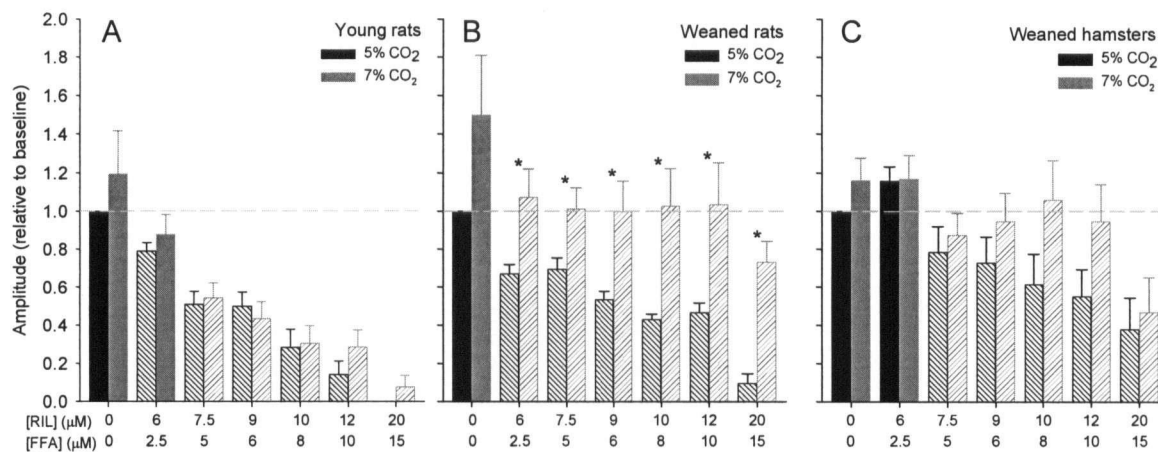 A Young rats
5% CO2
7% CO2
B Weaned rats
5% CO2
7% CO2
C Weaned hamsters
5% CO2
7% CO2
Amplitude (relative to baseline)
2.0
1.8
1.6
1.4
1.2
1.0
0.8
0.6
0.4
0.2
0.0
* * * * * *
[RIL] (μM) 0 6 7.5 9 10 12 20 0 6 7.5 9 10 12 20 0 6 7.5 9 10 12 20
[FFA] (μM) 0 2.5 5 6 8 10 15 0 2.5 5 6 8 10 15 0 2.5 5 6 8 10 15